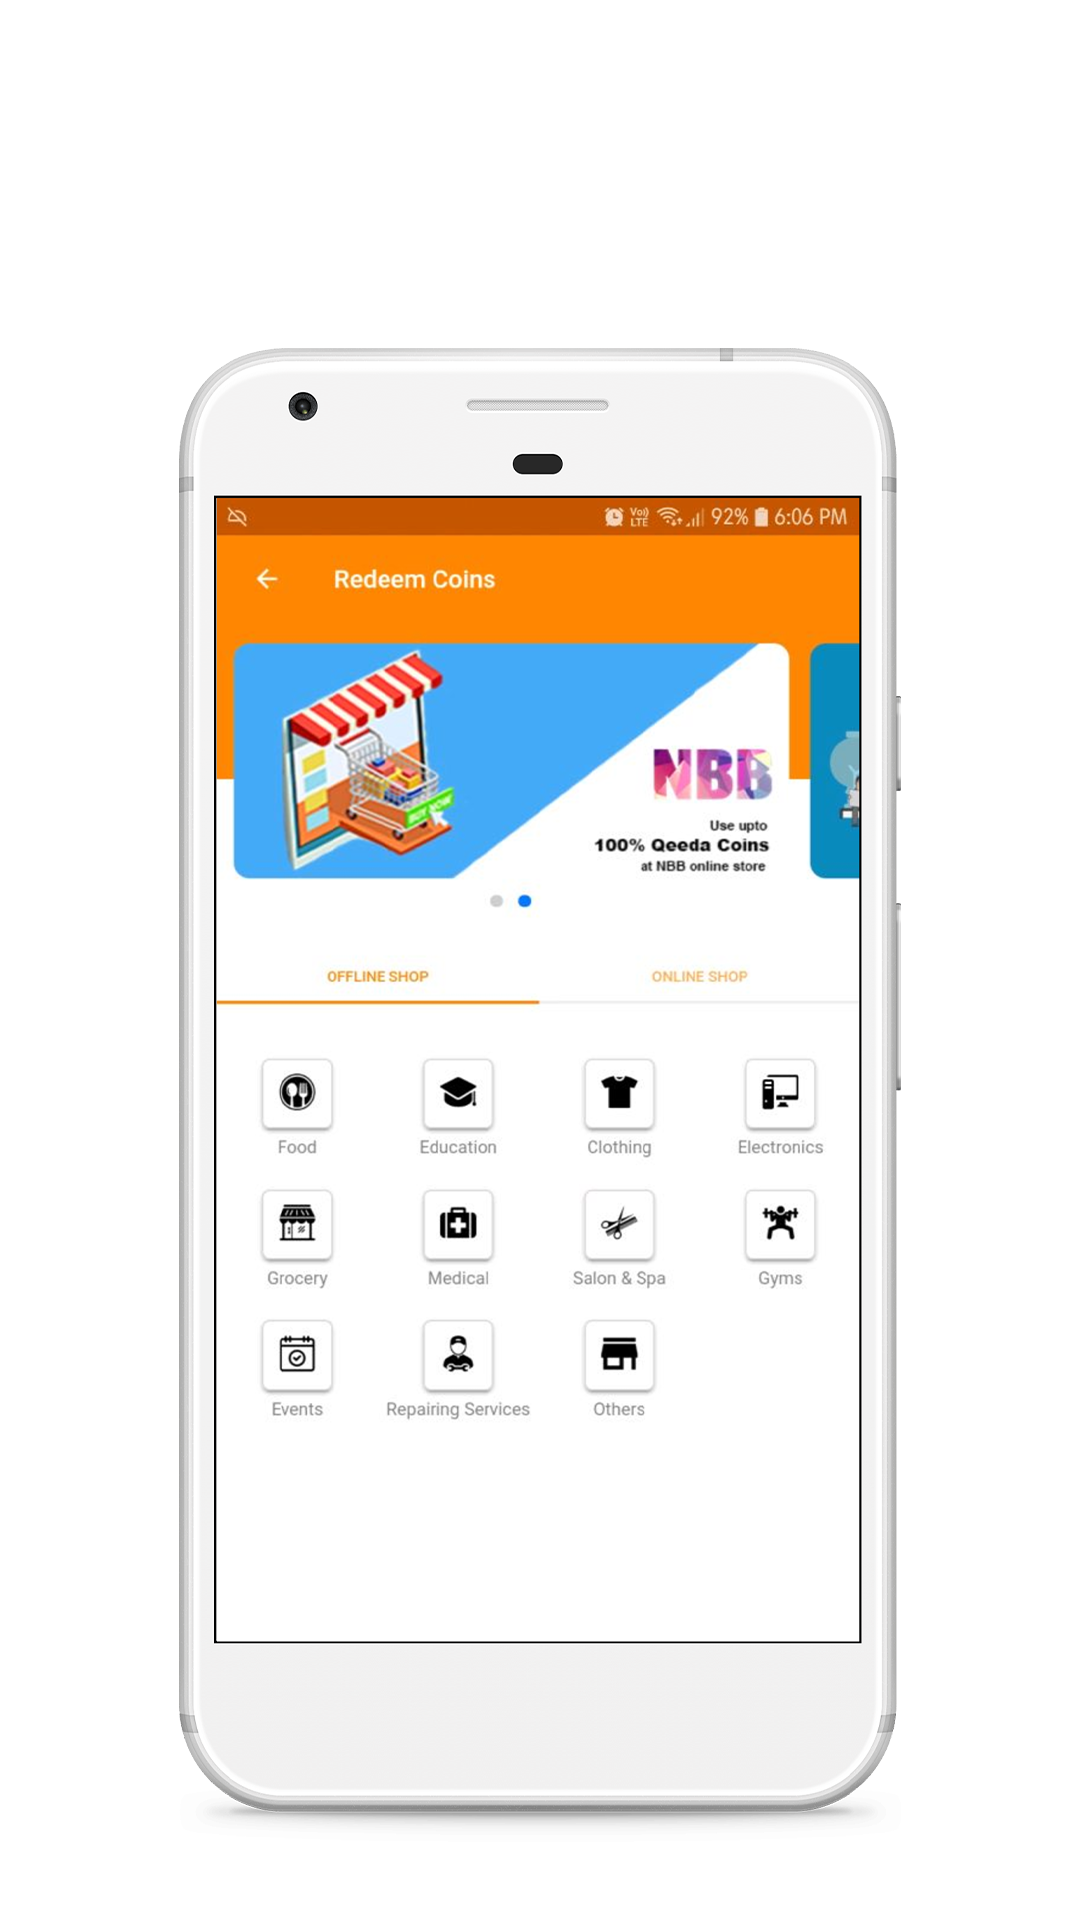 Vo))
LTE
92%
6:06 PM
Redeem Coins
BUY NOW
NBB
Use upto
100% Qeeda Coins
at NBB online store
OFFLINE SHOP
ONLINE SHOP
Food
Education
Clothing
Electronics
Grocery
Medical
Salon & Spa
Gyms
Events
Repairing Services
Others